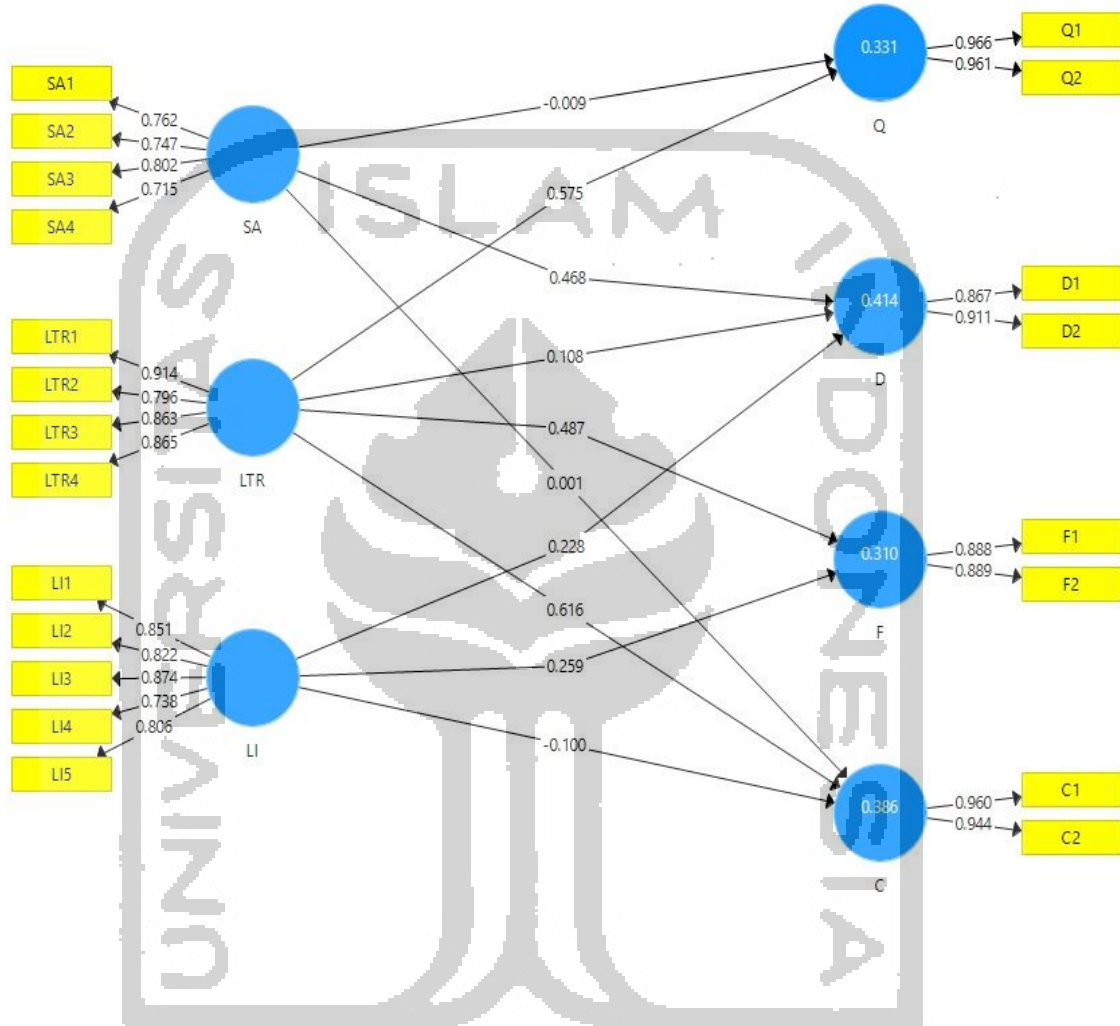 SA1
SA2
SA3
SA4
0.762
0.747
0.802
0.715
SA
LTR1
LTR2
LTR3
LTR4
0.914
0.796
0.863
0.865
LTR
LI1
LI2
LI3
LI4
LI5
0.851
0.822
0.874
0.738
0.806
LI
-0.009
0.575
0.468
0.108
0.487
0.001
0.228
0.616
0.259
-0.100
0.331
Q
0.966
0.961
Q1
Q2
0.414
D
0.867
0.911
D1
D2
0.310
F
0.888
0.889
F1
F2
0.386
C
0.960
0.944
C1
C2
UNIVERSITAS
ISLAM
INDONESIA